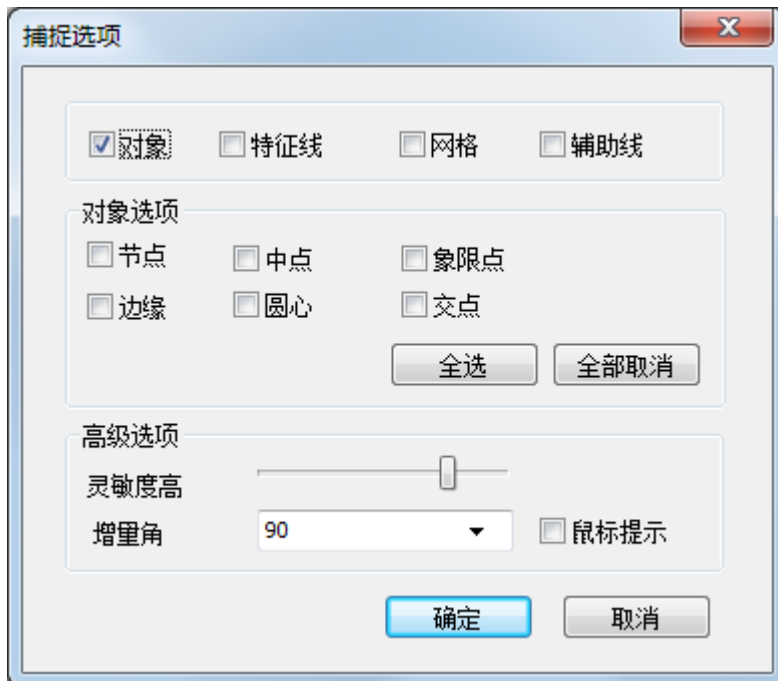 捕捉选项
对象 特征线 网格 辅助线
对象选项
节点 中点 象限点
边缘 圆心 交点
全选 全部取消
高级选项
灵敏度高
增量角 90 鼠标提示
确定 取消